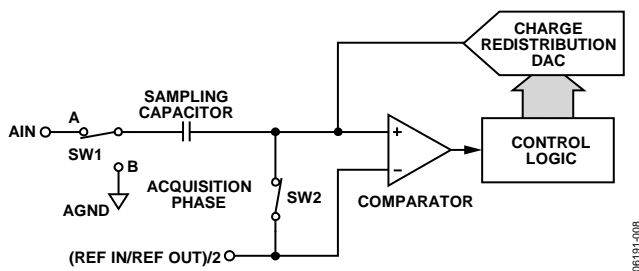 CHARGE
REDISTRIBUTION
DAC
SAMPLING
CAPACITOR
A
AIN
SW1
B
AGND
ACQUISITION
PHASE
SW2
+
–
COMPARATOR
CONTROL
LOGIC
(REF IN/REF OUT)/2
06191-008